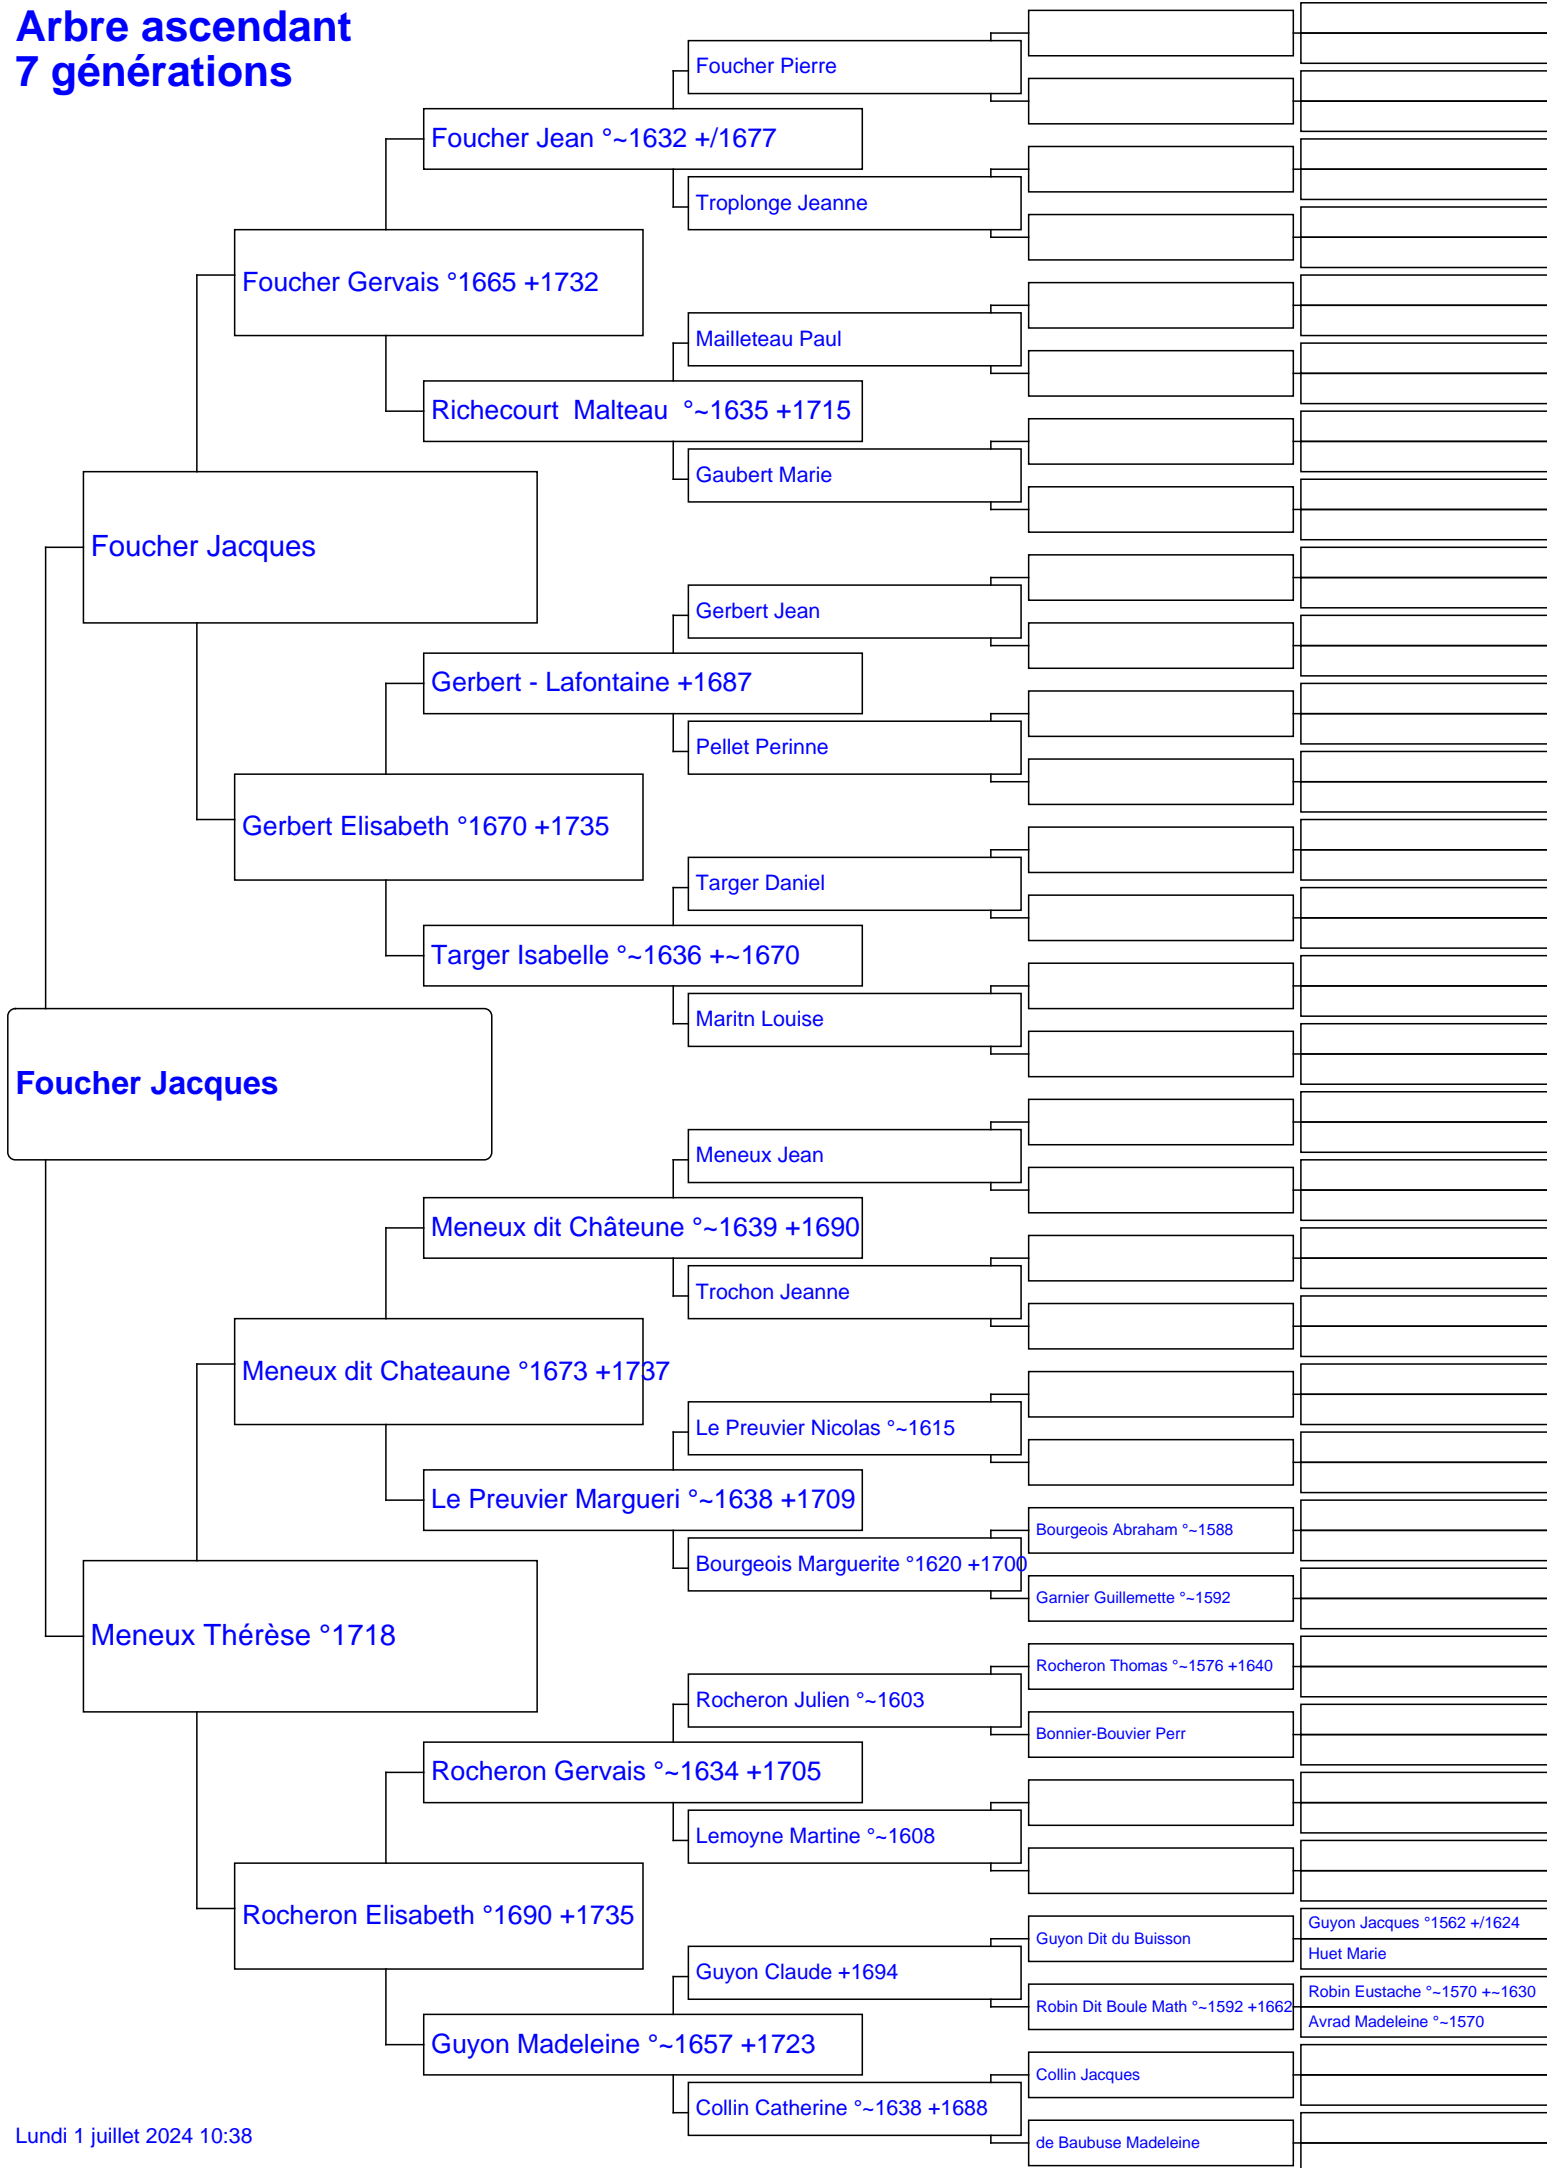 Arbre ascendant
7 générations
Foucher Pierre
Foucher Jean °~1632 +/1677
Troplonge Jeanne
Foucher Gervais °1665 +1732
Mailleteau Paul
Richecourt  Malteau  °~1635 +1715
Gaubert Marie
Foucher Jacques
Gerbert Jean
Gerbert - Lafontaine +1687
Pellet Perinne
Gerbert Elisabeth °1670 +1735
Targer Daniel
Targer Isabelle °~1636 +~1670
Maritn Louise
Foucher Jacques
Meneux Jean
Meneux dit Châteune °~1639 +1690
Trochon Jeanne
Meneux dit Chateaune °1673 +1737
Le Preuvier Nicolas °~1615
Le Preuvier Margueri °~1638 +1709
Bourgeois Abraham °~1588
Bourgeois Marguerite °1620 +1700
Garnier Guillemette °~1592
Meneux Thérèse °1718
Rocheron Thomas °~1576 +1640
Rocheron Julien °~1603
Bonnier-Bouvier Perr
Rocheron Gervais °~1634 +1705
Lemoyne Martine °~1608
Rocheron Elisabeth °1690 +1735
Guyon Jacques °1562 +/1624
Guyon Dit du Buisson
Huet Marie
Guyon Claude +1694
Robin Eustache °~1570 +~1630
Robin Dit Boule Math °~1592 +1662
Avrad Madeleine °~1570
Guyon Madeleine °~1657 +1723
Collin Jacques
Collin Catherine °~1638 +1688
de Baubuse Madeleine
Lundi 1 juillet 2024 10:38